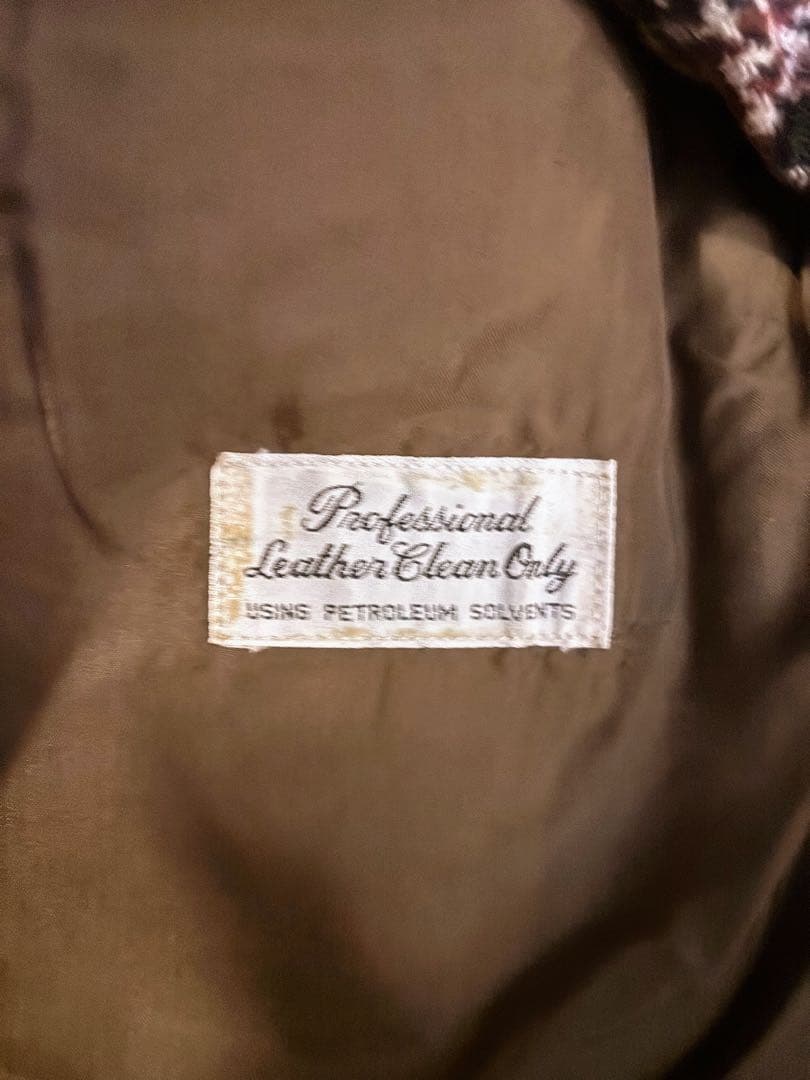 Professional
Leather Clean Only
USING PETROLEUM SOLVENTS